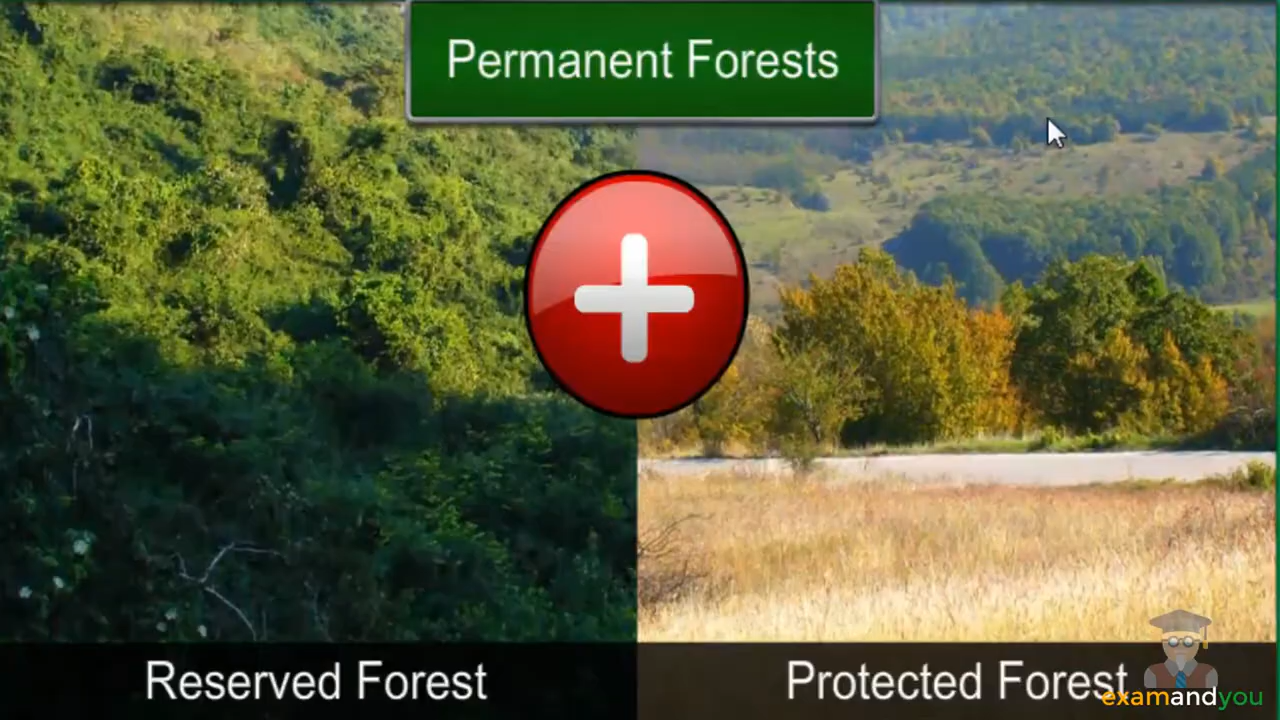 Permanent Forests
Reserved Forest
Protected Forest
examandyou